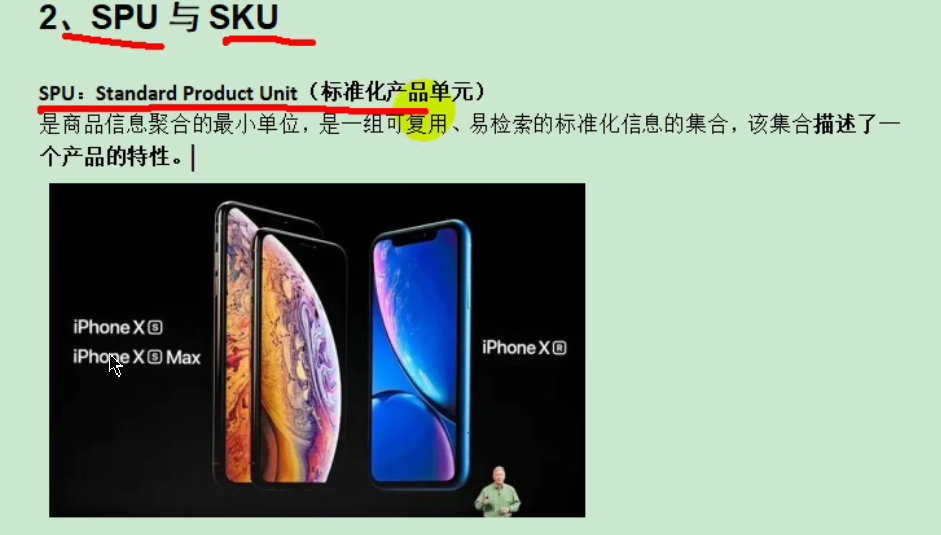 2、SPU 与 SKU
SPU：Standard Product Unit（标准化产品单元）
是商品信息聚合的最小单位，是一组可复用、易检索的标准化信息的集合，该集合描述了一
个产品的特性。
iPhone XS
iPhone XS Max
iPhone XR